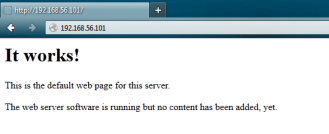 http://192.168.56.101/
192.168.56.101
It works!
This is the default web page for this server.
The web server software is running but no content has been added, yet.